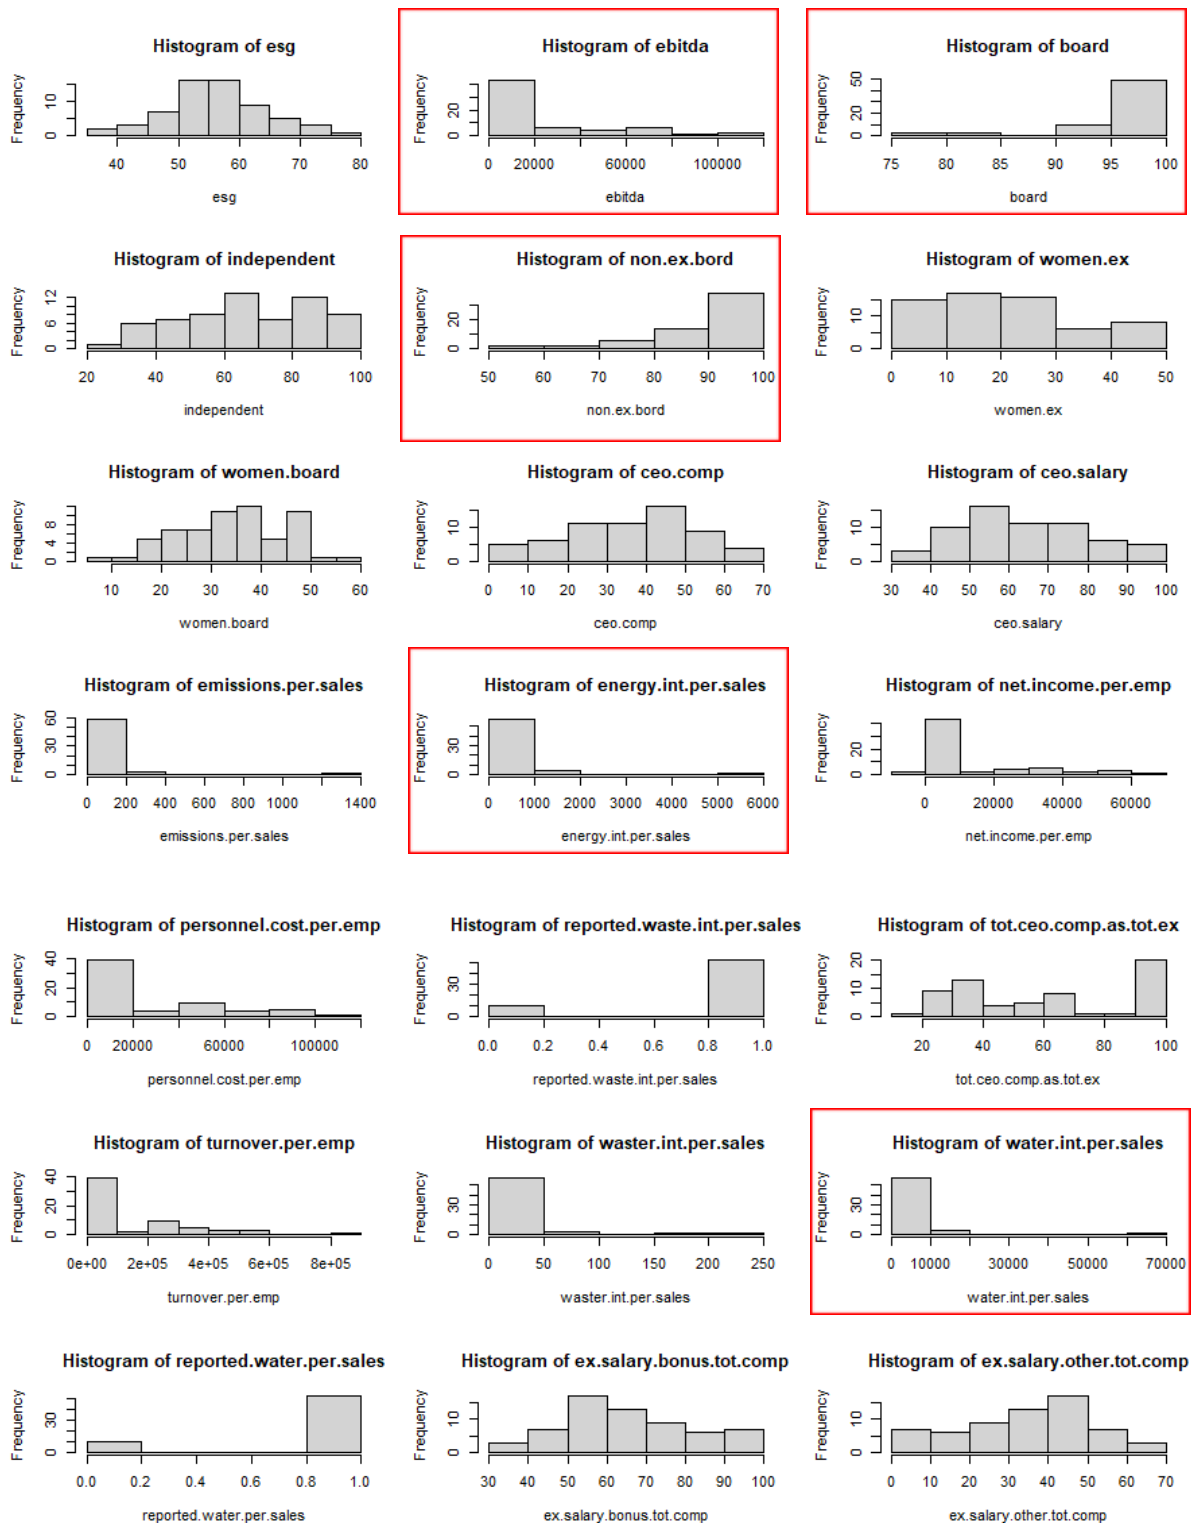 Histogram of esg
Frequency
0 10
40 50 60 70 80
esg
Histogram of ebitda
Frequency
0 20
0 20000 60000 100000
ebitda
Histogram of board
Frequency
0 20 50
75 80 85 90 95 100
board
Histogram of independent
Frequency
0 6 12
20 40 60 80 100
independent
Histogram of non.ex.bord
Frequency
0 20
50 60 70 80 90 100
non.ex.bord
Histogram of women.ex
Frequency
0 10
0 10 20 30 40 50
women.ex
Histogram of women.board
Frequency
0 4 8
10 20 30 40 50 60
women.board
Histogram of ceo.comp
Frequency
0 10
0 10 20 30 40 50 60 70
ceo.comp
Histogram of ceo.salary
Frequency
0 10
30 40 50 60 70 80 90 100
ceo.salary
Histogram of emissions.per.sales
Frequency
0 30 60
0 200 400 600 800 1000 1400
emissions.per.sales
Histogram of energy.int.per.sales
Frequency
0 30
0 1000 2000 3000 4000 5000 6000
energy.int.per.sales
Histogram of net.income.per.emp
Frequency
0 20
0 20000 40000 60000
net.income.per.emp
Histogram of personnel.cost.per.emp
Frequency
0 20 40
0 20000 60000 100000
personnel.cost.per.emp
Histogram of reported.waste.int.per.sales
Frequency
0 30
0.0 0.2 0.4 0.6 0.8 1.0
reported.waste.int.per.sales
Histogram of tot.ceo.comp.as.tot.ex
Frequency
0 10 20
20 40 60 80 100
tot.ceo.comp.as.tot.ex
Histogram of turnover.per.emp
Frequency
0 20 40
0e+00 2e+05 4e+05 6e+05 8e+05
turnover.per.emp
Histogram of waster.int.per.sales
Frequency
0 30
0 50 100 150 200 250
waster.int.per.sales
Histogram of water.int.per.sales
Frequency
0 30
0 10000 30000 50000 70000
water.int.per.sales
Histogram of reported.water.per.sales
Frequency
0 30
0.0 0.2 0.4 0.6 0.8 1.0
reported.water.per.sales
Histogram of ex.salary.bonus.tot.comp
Frequency
0 10
30 40 50 60 70 80 90 100
ex.salary.bonus.tot.comp
Histogram of ex.salary.other.tot.comp
Frequency
0 10
0 10 20 30 40 50 60 70
ex.salary.other.tot.comp